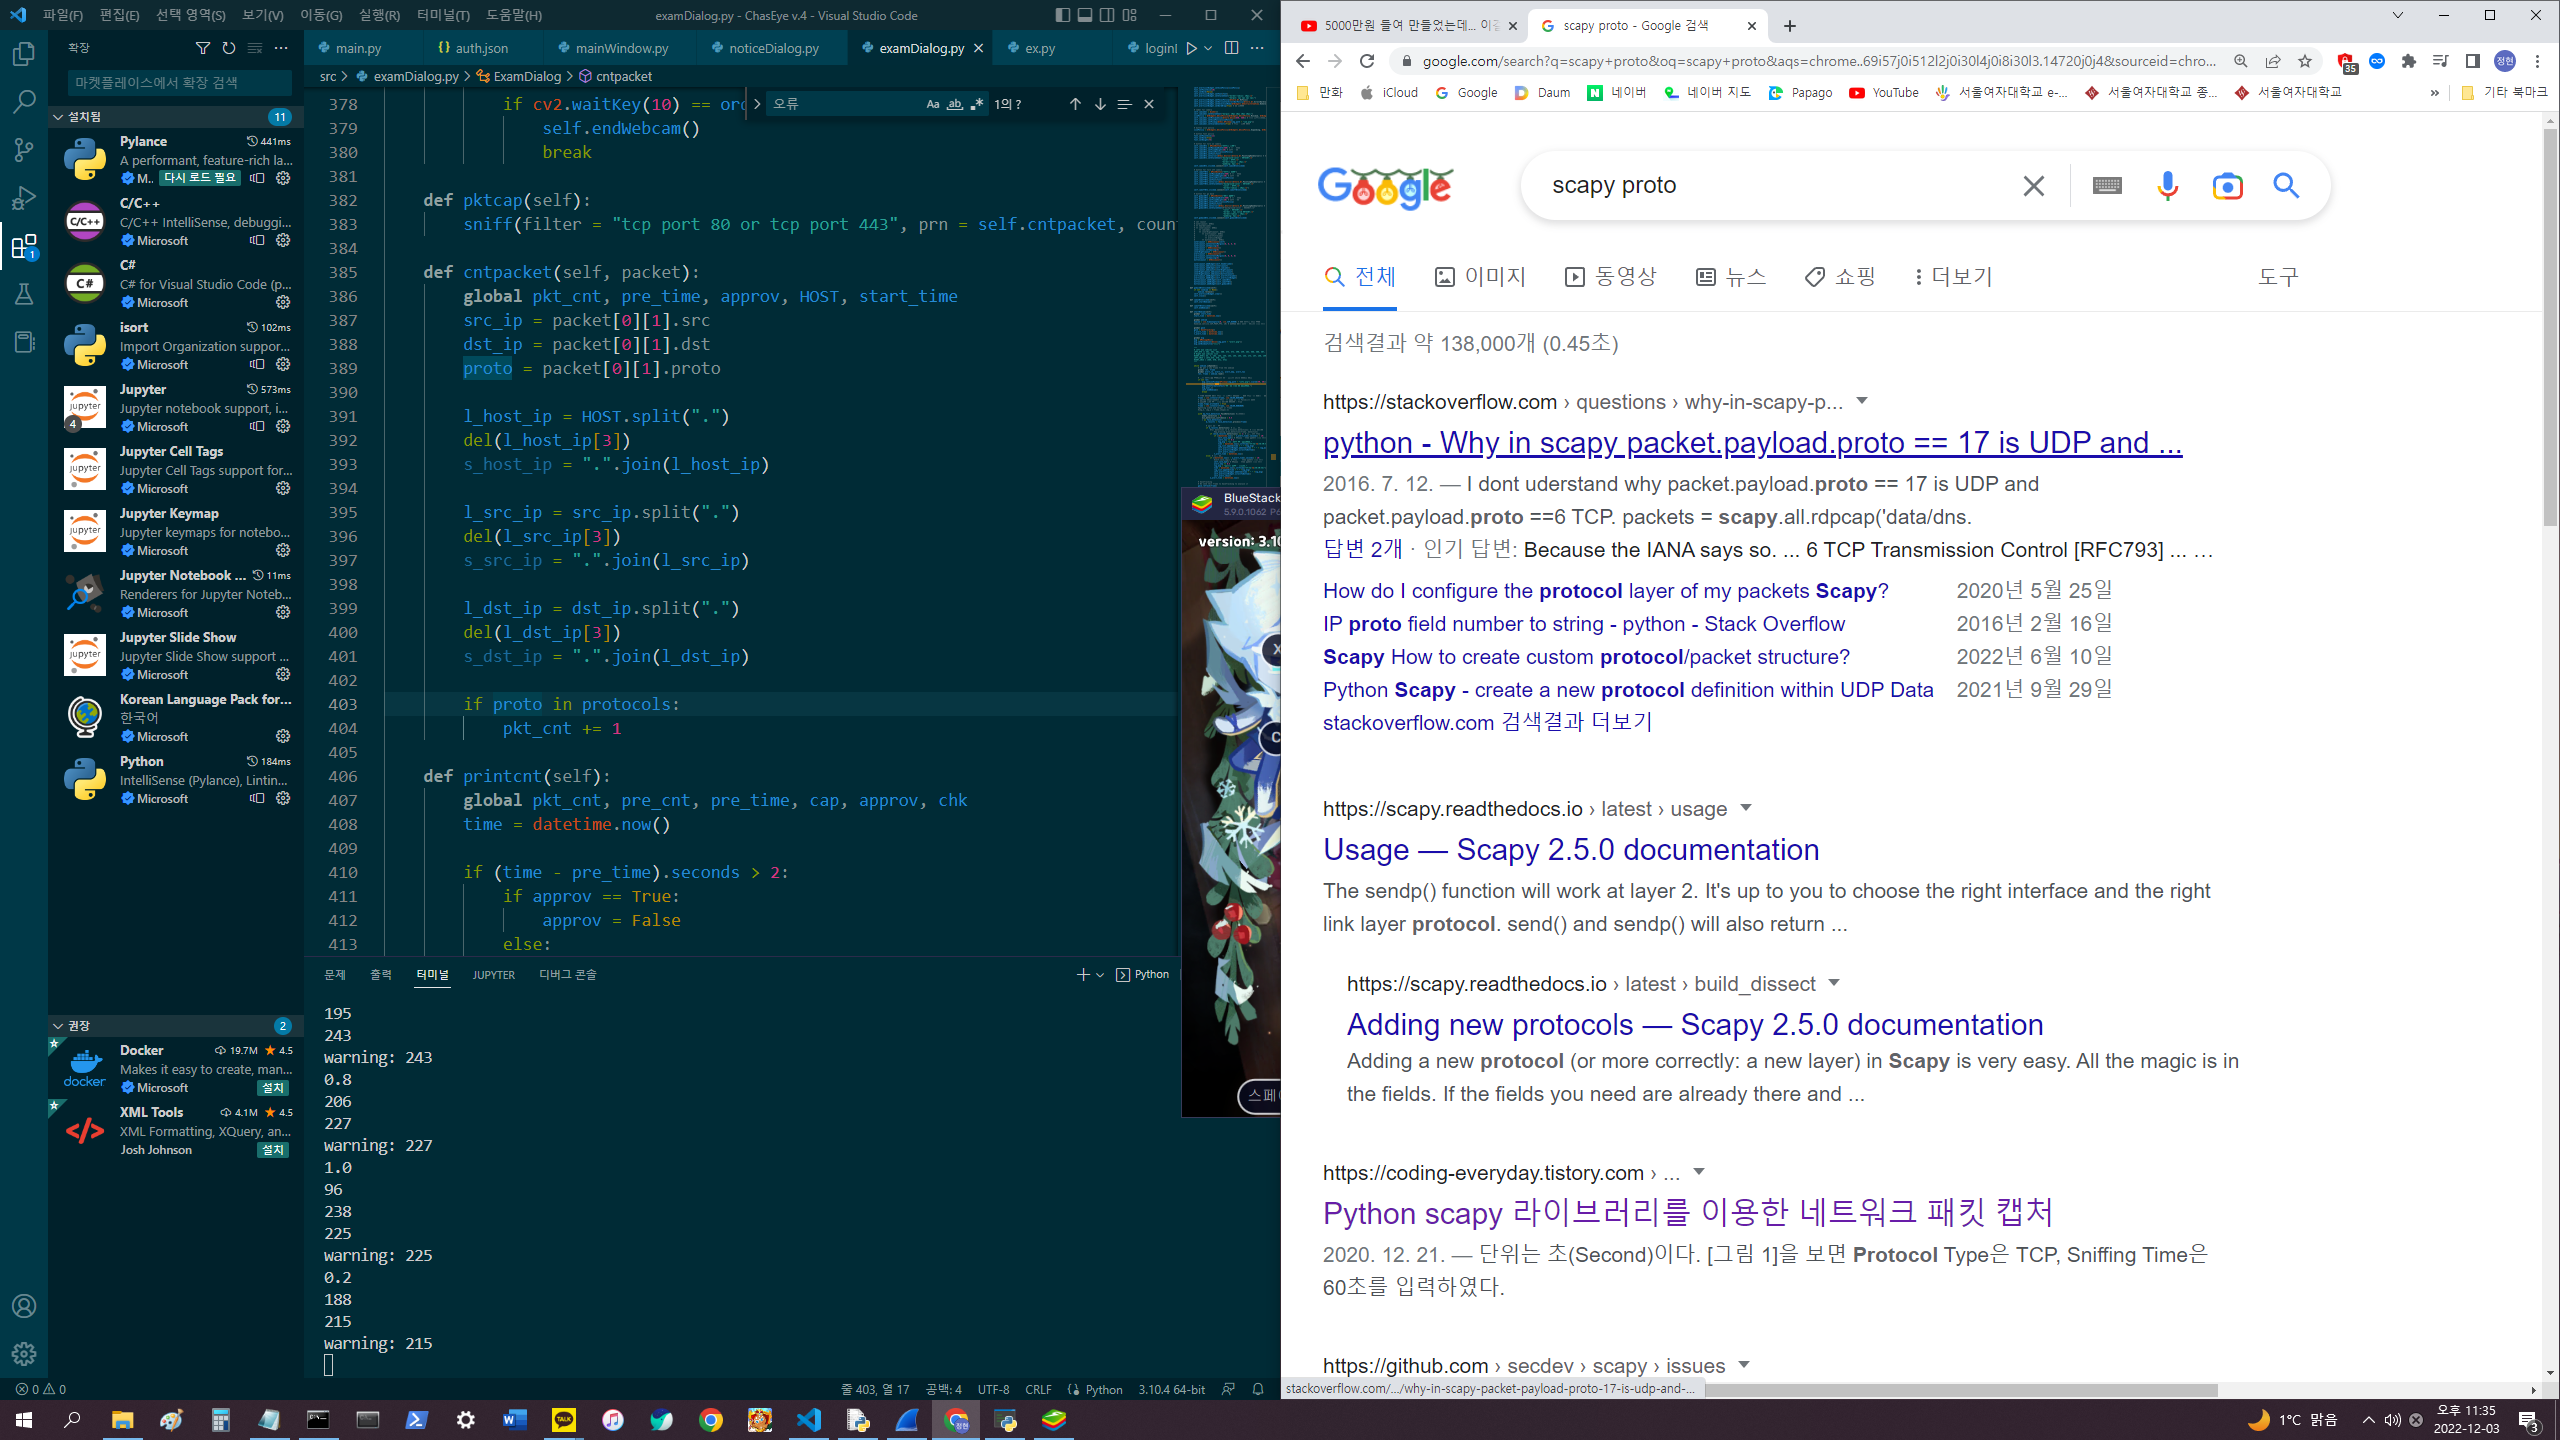 파일(F) 편집(E) 선택 영역(S) 보기(V) 이동(G) 실행(R) 터미널(T) 도움말(H)
examDialog.py - ChasEye v.4 - Visual Studio Code
확장
마켓플레이스에서 확장 검색
설치됨 11
Pylance 441ms
A performant, feature-rich la...
M.. 다시 로드 필요
C/C++
C/C++ IntelliSense, debuggi...
Microsoft
C#
C# for Visual Studio Code (p...
Microsoft
isort 102ms
Import Organization suppor...
Microsoft
Jupyter 573ms
Jupyter notebook support, i...
4 Microsoft
Jupyter Cell Tags
Jupyter Cell Tags support for...
Microsoft
Jupyter Keymap
Jupyter keymaps for notebo...
Microsoft
Jupyter Notebook ... 11ms
Renderers for Jupyter Noteb...
Microsoft
Jupyter Slide Show
Jupyter Slide Show support ...
Microsoft
Korean Language Pack for...
한국어
Microsoft
Python 184ms
IntelliSense (Pylance), Lintin...
Microsoft
권장 2
Docker 19.7M 4.5
Makes it easy to create, man...
Microsoft 설치
XML Tools 4.1M 4.5
XML Formatting, XQuery, an...
Josh Johnson 설치
main.py auth.json mainWindow.py noticeDialog.py examDialog.py ex.py loginI
src > examDialog.py > ExamDialog > cntpacket
오류 Aa ab 1의 ?
378 if cv2.waitKey(10) == orc
379 self.endWebcam()
380 break
381
382 def pktcap(self):
383 sniff(filter = "tcp port 80 or tcp port 443", prn = self.cntpacket, coun
384
385 def cntpacket(self, packet):
386 global pkt_cnt, pre_time, approv, HOST, start_time
387 src_ip = packet[0][1].src
388 dst_ip = packet[0][1].dst
389 proto = packet[0][1].proto
390
391 l_host_ip = HOST.split(".")
392 del(l_host_ip[3])
393 s_host_ip = ".".join(l_host_ip)
394
395 l_src_ip = src_ip.split(".")
396 del(l_src_ip[3])
397 s_src_ip = ".".join(l_src_ip)
398
399 l_dst_ip = dst_ip.split(".")
400 del(l_dst_ip[3])
401 s_dst_ip = ".".join(l_dst_ip)
402
403 if proto in protocols:
404 pkt_cnt += 1
405
406 def printcnt(self):
407 global pkt_cnt, pre_cnt, pre_time, cap, approv, chk
408 time = datetime.now()
409
410 if (time - pre_time).seconds > 2:
411 if approv == True:
412 approv = False
413 else:
문제 출력 터미널 JUPYTER 디버그 콘솔 Python
195
243
warning: 243
0.8
206
227
warning: 227
1.0
96
238
225
warning: 225
0.2
188
215
warning: 215
0 0 줄 403, 열 17 공백: 4 UTF-8 CRLF Python 3.10.4 64-bit
BlueStack
5.9.0.1062 P6
version: 3.10
스페이
5000만원 들여 만들었는데... 이걸
scapy proto - Google 검색
google.com/search?q=scapy+proto&oq=scapy+proto&aqs=chrome..69i57j0i512l2j0i30l4j0i8i30l3.14720j0j4&sourceid=chro...
35 정현
만화 iCloud Google Daum 네이버 네이버 지도 Papago YouTube 서울여자대학교 e-... 서울여자대학교 종... 서울여자대학교 » 기타 북마크
Google scapy proto
전체 이미지 동영상 뉴스 쇼핑 더보기 도구
검색결과 약 138,000개 (0.45초)
https://stackoverflow.com › questions › why-in-scapy-p...
python - Why in scapy packet.payload.proto == 17 is UDP and ...
2016. 7. 12. — I dont uderstand why packet.payload.proto == 17 is UDP and
packet.payload.proto ==6 TCP. packets = scapy.all.rdpcap('data/dns.
답변 2개 · 인기 답변: Because the IANA says so. ... 6 TCP Transmission Control [RFC793] ... …
How do I configure the protocol layer of my packets Scapy? 2020년 5월 25일
IP proto field number to string - python - Stack Overflow 2016년 2월 16일
Scapy How to create custom protocol/packet structure? 2022년 6월 10일
Python Scapy - create a new protocol definition within UDP Data 2021년 9월 29일
stackoverflow.com 검색결과 더보기
https://scapy.readthedocs.io › latest › usage
Usage — Scapy 2.5.0 documentation
The sendp() function will work at layer 2. It's up to you to choose the right interface and the right
link layer protocol. send() and sendp() will also return ...
https://scapy.readthedocs.io › latest › build_dissect
Adding new protocols — Scapy 2.5.0 documentation
Adding a new protocol (or more correctly: a new layer) in Scapy is very easy. All the magic is in
the fields. If the fields you need are already there and ...
https://coding-everyday.tistory.com › ...
Python scapy 라이브러리를 이용한 네트워크 패킷 캡처
2020. 12. 21. — 단위는 초(Second)이다. [그림 1]을 보면 Protocol Type은 TCP, Sniffing Time은
60초를 입력하였다.
https://github.com › secdev › scapy › issues
stackoverflow.com/.../why-in-scapy-packet-payload-proto-17-is-udp-and-...
1°C 맑음
오후 11:35
2022-12-03
3